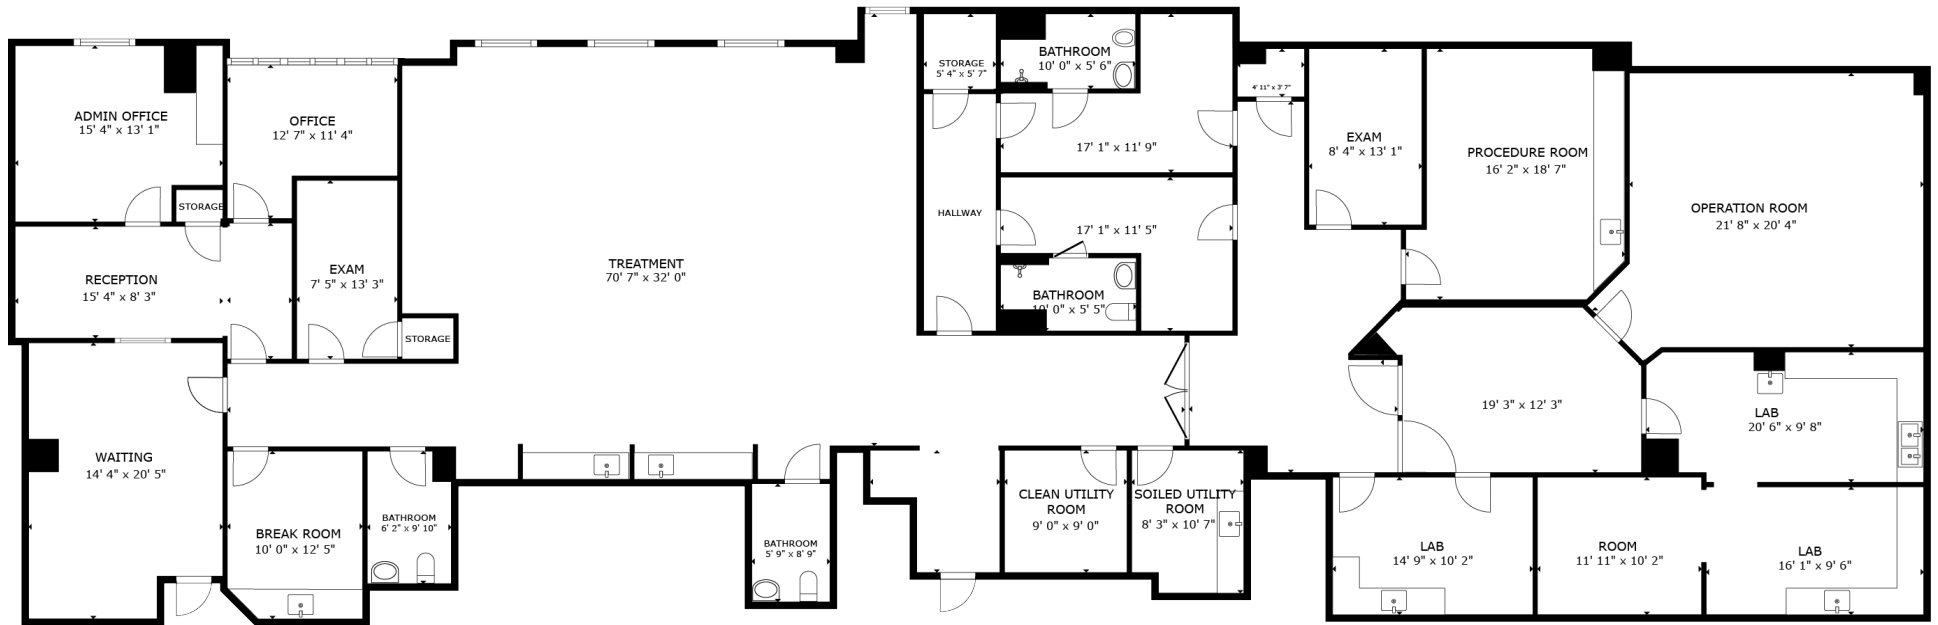 ADMIN OFFICE
15' 4" x 13' 1"
STORAGE
OFFICE
12' 7" x 11' 4"
RECEPTION
15' 4" x 8' 3"
EXAM
7' 5" x 13' 3"
STORAGE
WAITING
14' 4" x 20' 5"
BREAK ROOM
10' 0" x 12' 5"
BATHROOM
6' 2" x 9' 10"
TREATMENT
70' 7" x 32' 0"
BATHROOM
5' 9" x 8' 9"
STORAGE
5' 4" x 5' 7"
HALLWAY
BATHROOM
10' 0" x 5' 6"
17' 1" x 11' 9"
17' 1" x 11' 5"
BATHROOM
10' 0" x 5' 5"
CLEAN UTILITY
ROOM
9' 0" x 9' 0"
SOILED UTILITY
ROOM
8' 3" x 10' 7"
4' 11" x 3' 7"
EXAM
8' 4" x 13' 1"
PROCEDURE ROOM
16' 2" x 18' 7"
OPERATION ROOM
21' 8" x 20' 4"
19' 3" x 12' 3"
LAB
20' 6" x 9' 8"
LAB
14' 9" x 10' 2"
ROOM
11' 11" x 10' 2"
LAB
16' 1" x 9' 6"